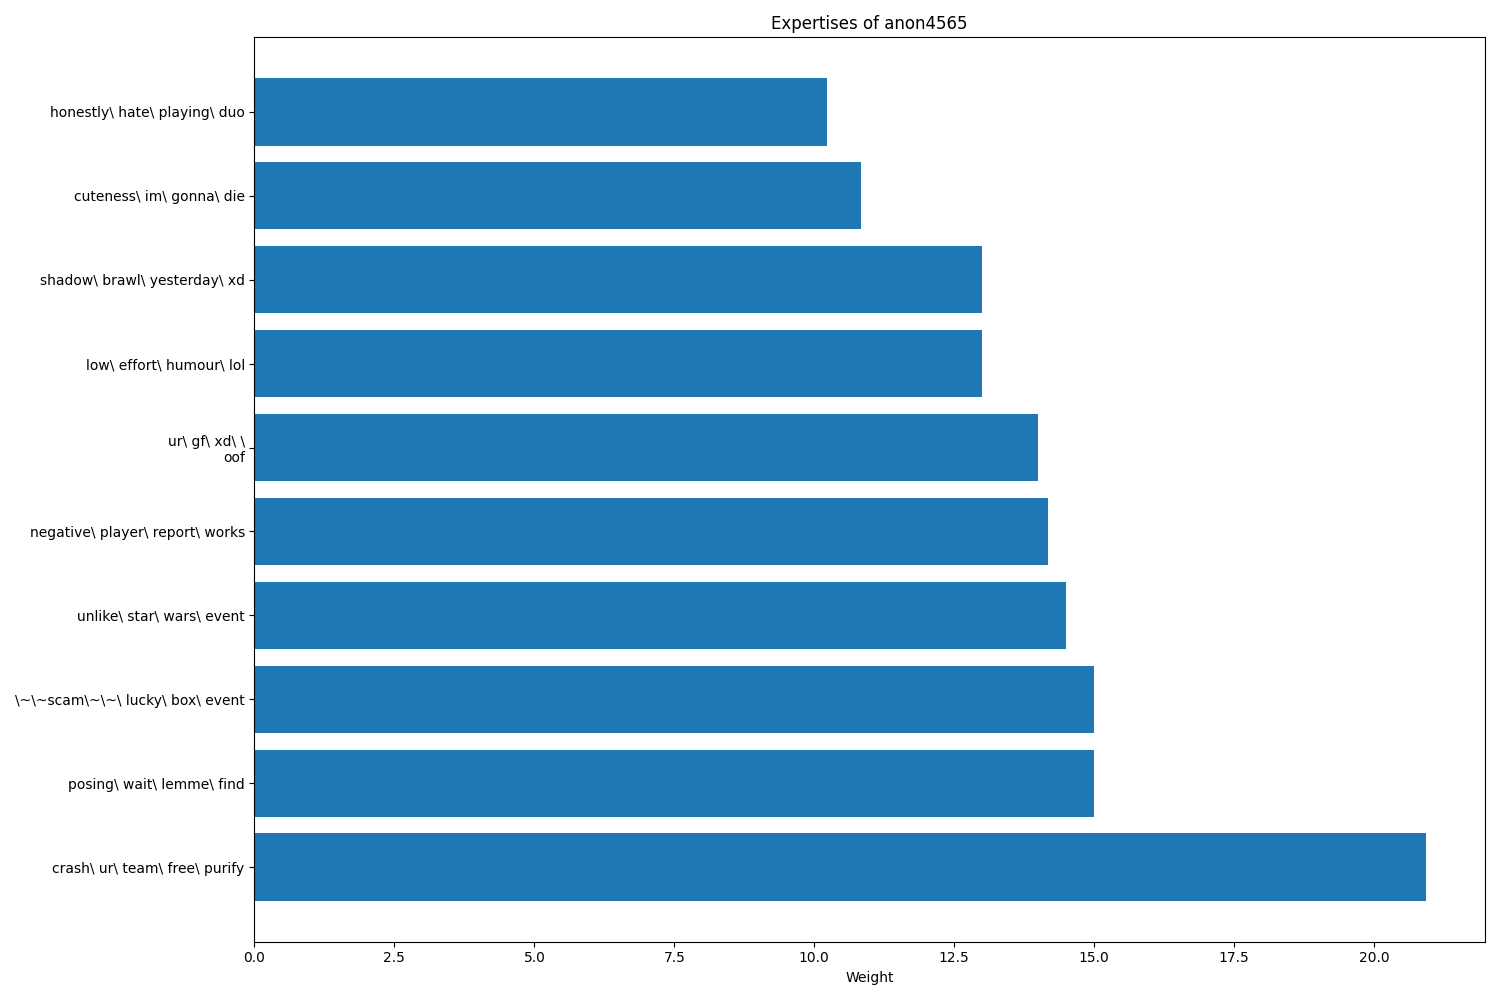 Expertises of anon4565
honestly\ hate\ playing\ duo
cuteness\ im\ gonna\ die
shadow\ brawl\ yesterday\ xd
low\ effort\ humour\ lol
ur\ gf\ xd\ \
oof
negative\ player\ report\ works
unlike\ star\ wars\ event
\~\~scam\~\~\ lucky\ box\ event
posing\ wait\ lemme\ find
crash\ ur\ team\ free\ purify
0.0 2.5 5.0 7.5 10.0 12.5 15.0 17.5 20.0
Weight